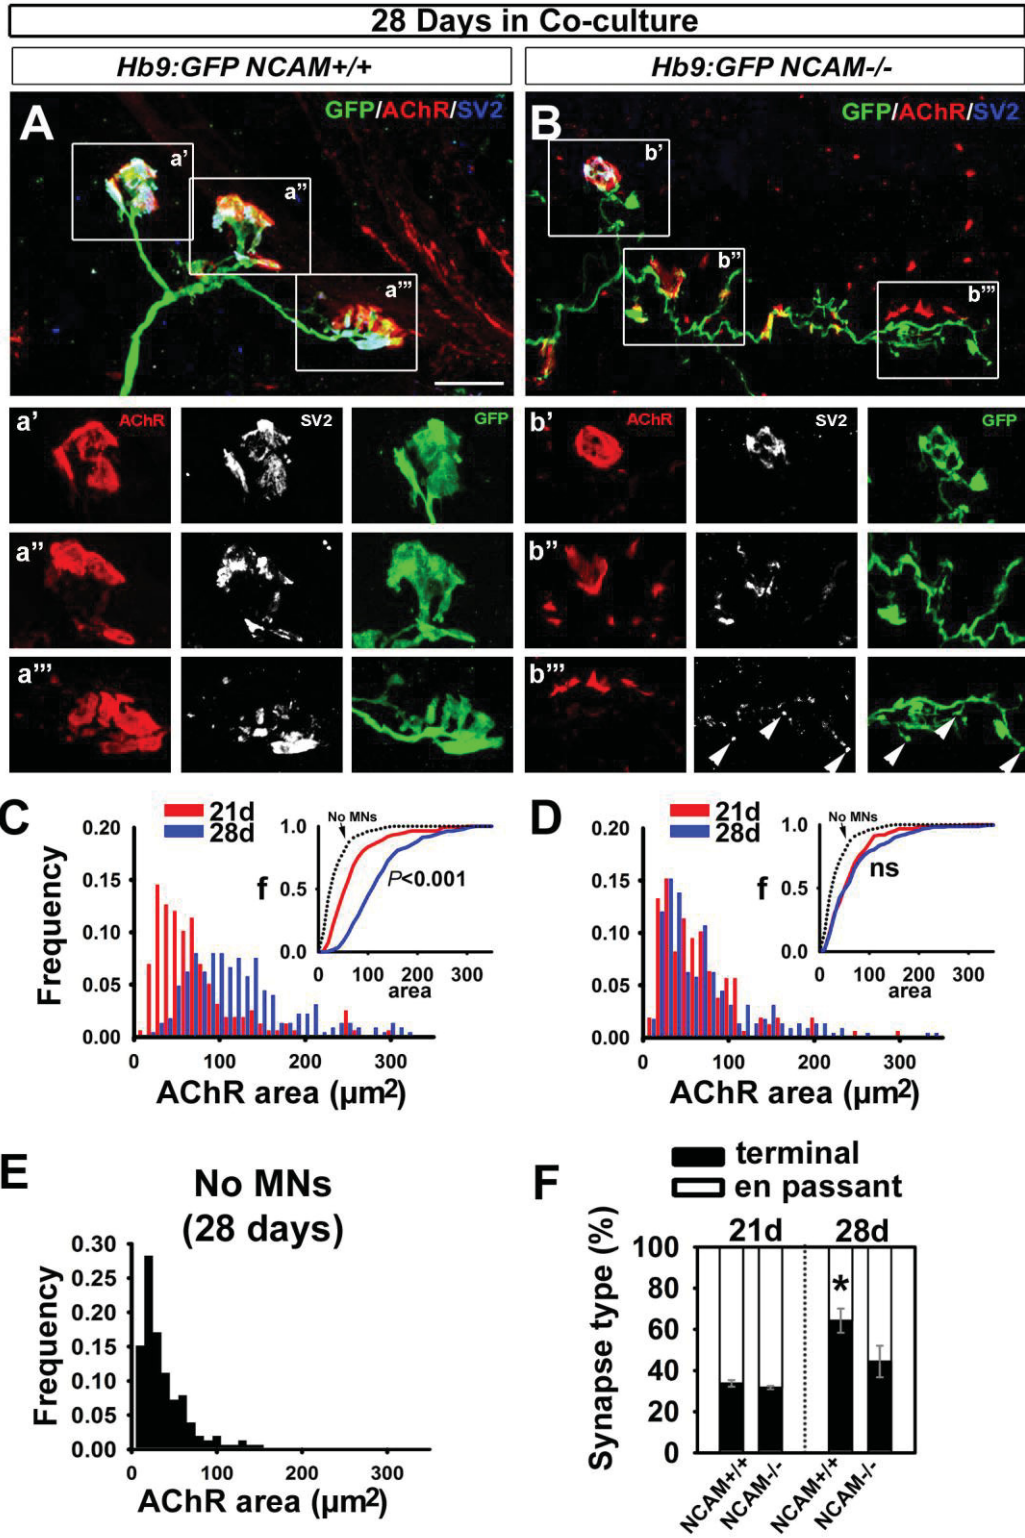 28 Days in Co-culture
Hb9:GFP NCAM+/+
Hb9:GFP NCAM-/-
A
GFP/AChR/SV2
a’
a’’
a’’’
B
GFP/AChR/SV2
b’
b’’
b’’’
a’ AChR SV2 GFP
b’ AChR SV2 GFP
a’’
b’’
a’’’
b’’’
C
21d
28d
Frequency
0.20
0.15
0.10
0.05
0.00
0 100 200 300
AChR area (µm2)
No MNs
f
1.0
0.5
0.0
P<0.001
0 100 300
area
D
21d
28d
0.20
0.15
0.10
0.05
0.00
0 100 200 300
AChR area (µm2)
No MNs
f
1.0
0.5
0.0
ns
0 100 300
area
E
No MNs
(28 days)
Frequency
0.30
0.25
0.20
0.15
0.10
0.05
0.00
0 100 200 300
AChR area (µm2)
F
terminal
en passant
21d 28d
Synapse type (%)
100
80
60
40
20
0
*
NCAM+/+
NCAM-/-
NCAM+/+
NCAM-/-